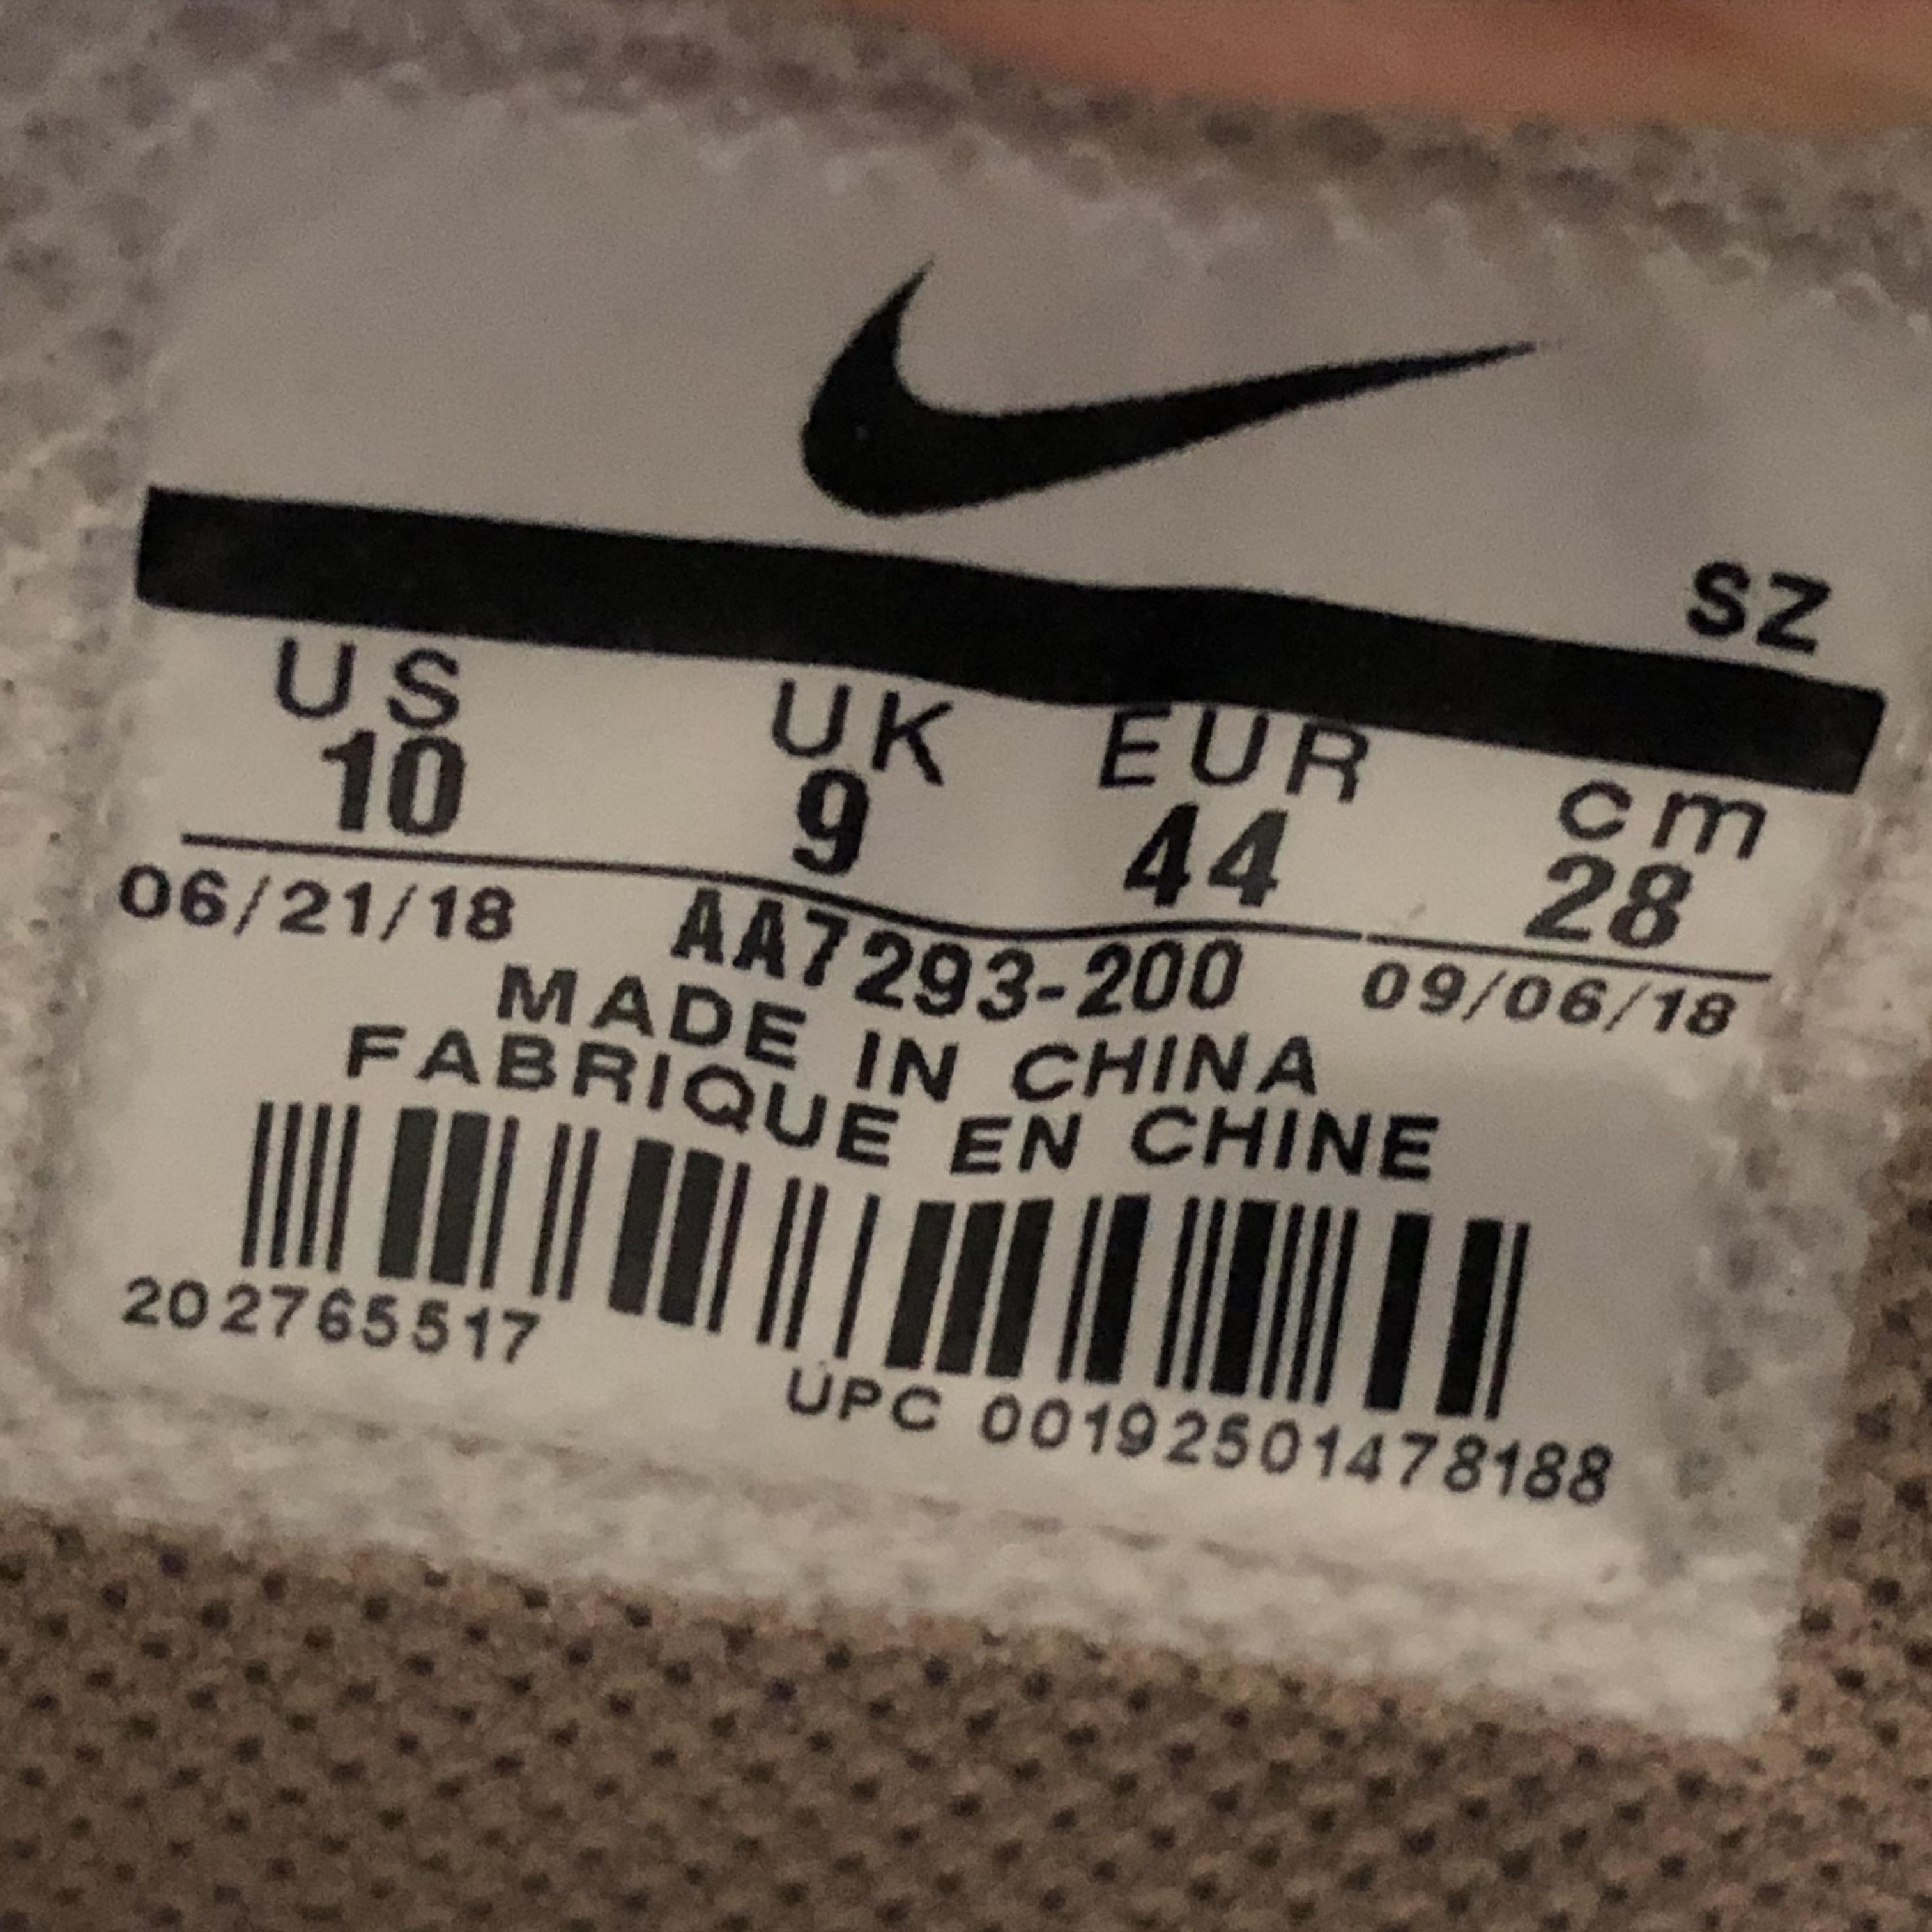 SZ
US UK EUR cm
10 9 44 28
06/21/18 AA7293-200 09/06/18
MADE IN CHINA
FABRIQUE EN CHINE
202765517
UPC 00192501478188